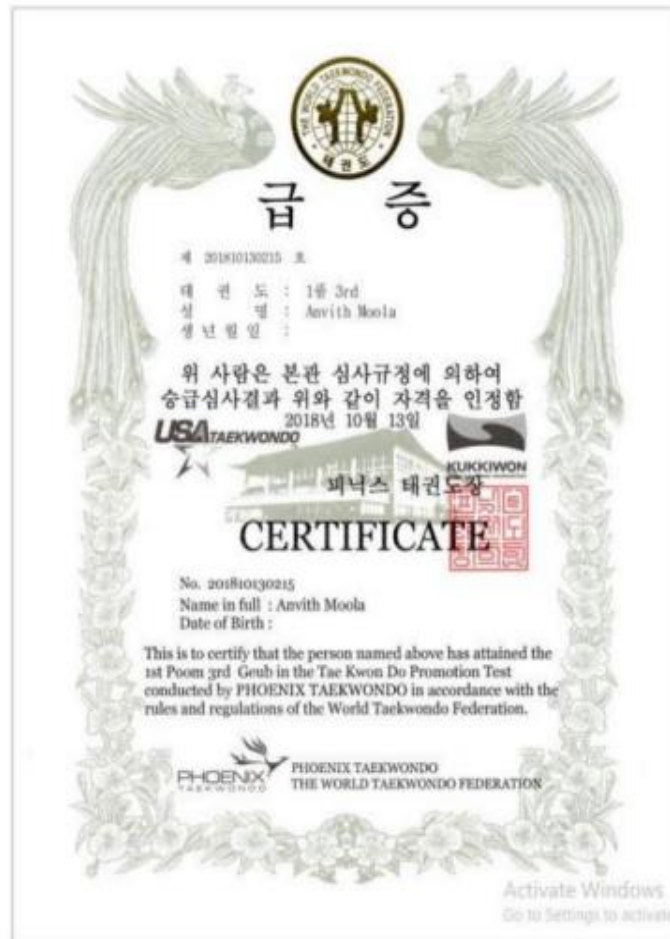 THE WORLD TAEKWONDO FEDERATION
태권도
급 증
제 201810130215 호
태 권 도 : 1품 3rd
성 명 : Anvith Moola
생 년 월 일 :
위 사람은 본관 심사규정에 의하여
승급심사결과 위와 같이 자격을 인정함
2018년 10월 13일
USA TAEKWONDO
KUKKIWON
피닉스 태권도장
CERTIFICATE
No. 201810130215
Name in full : Anvith Moola
Date of Birth :
This is to certify that the person named above has attained the
1st Poom 3rd Geub in the Tae Kwon Do Promotion Test
conducted by PHOENIX TAEKWONDO in accordance with the
rules and regulations of the World Taekwondo Federation.
PHOENIX
TAEKWONDO
PHOENIX TAEKWONDO
THE WORLD TAEKWONDO FEDERATION
Activate Windows
Go to Settings to activate